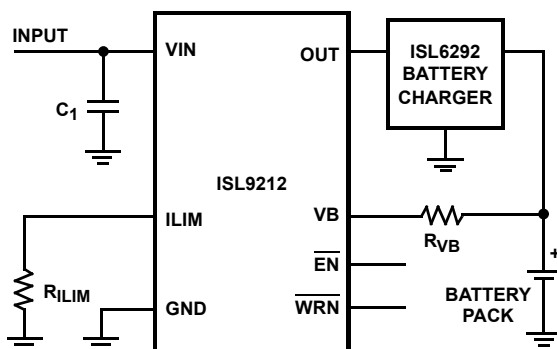 INPUT
VIN
C1
OUT
ISL6292
BATTERY
CHARGER
ISL9212
ILIM
VB
RVB
RILIM
EN
GND
WRN
+
BATTERY
PACK